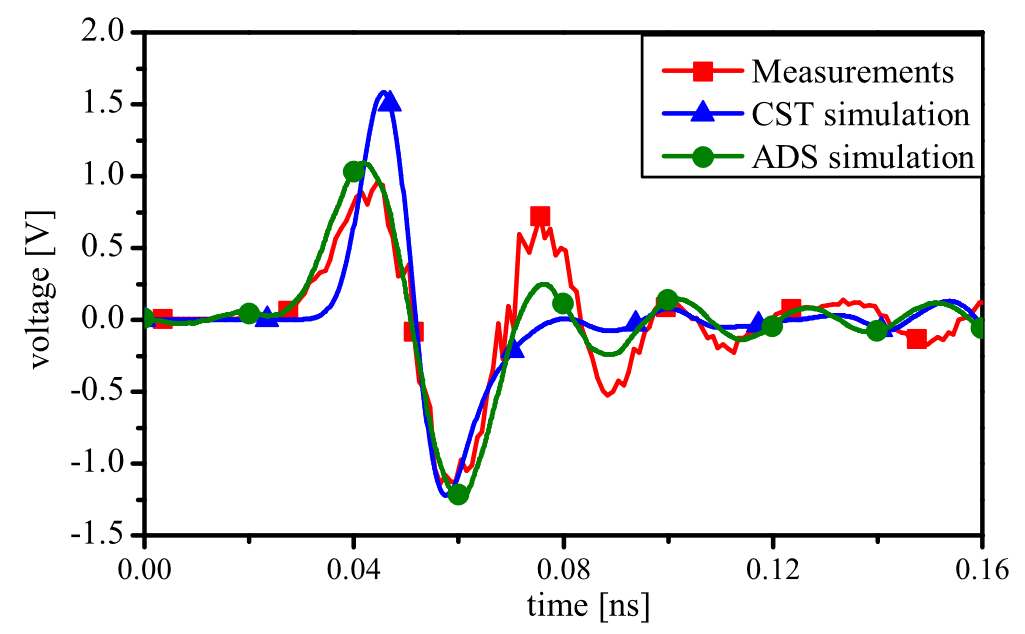 2.0
1.5
1.0
0.5
0.0
-0.5
-1.0
-1.5
voltage [V]
Measurements
CST simulation
ADS simulation
0.00
0.04
0.08
0.12
0.16
time [ns]